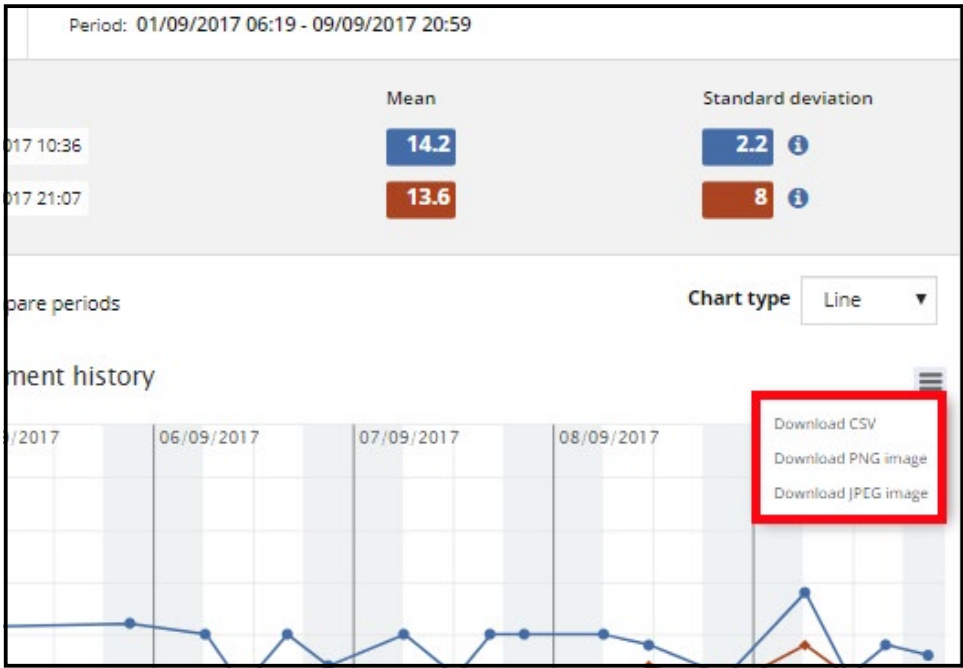 Period: 01/09/2017 06:19 - 09/09/2017 20:59
Mean Standard deviation
017 10:36 14.2 2.2 i
017 21:07 13.6 8 i
pare periods Chart type Line
ment history
/2017 06/09/2017 07/09/2017 08/09/2017
Download CSV
Download PNG image
Download JPEG image